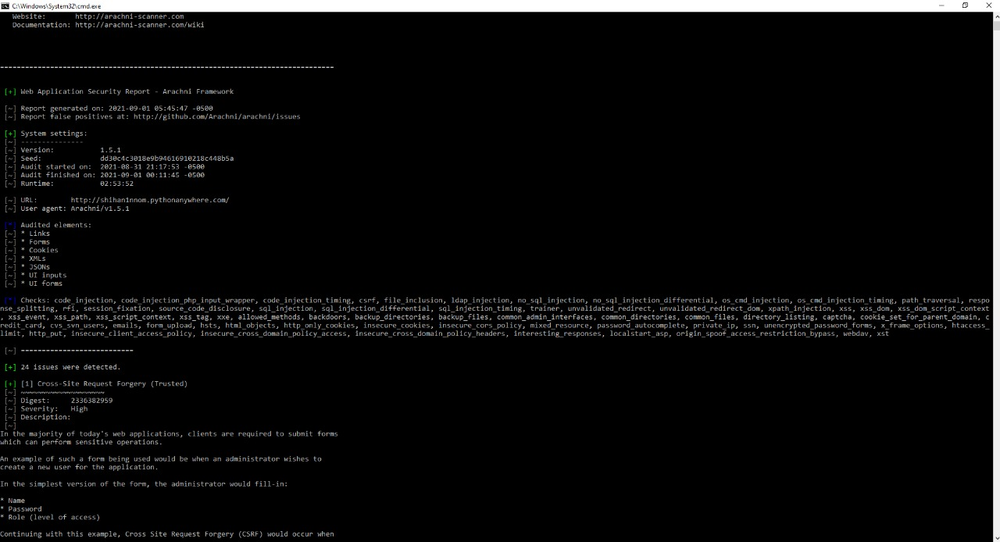 C:\Windows\System32\cmd.exe
Website:       http://arachni-scanner.com
Documentation: http://arachni-scanner.com/wiki
--------------------------------------------------------------------------------
[+] Web Application Security Report - Arachni Framework
[~] Report generated on: 2021-09-01 05:45:47 -0500
[~] Report false positives at: http://github.com/Arachni/arachni/issues
[+] System settings:
[~] ---------------
[~] Version:           1.5.1
[~] Seed:              dd30c4c3018e9b94616910218c448b5a
[~] Audit started on:  2021-08-31 21:17:53 -0500
[~] Audit finished on: 2021-09-01 00:11:45 -0500
[~] Runtime:           02:53:52
[~] URL:        http://shihan1nnom.pythonanywhere.com/
[~] User agent: Arachni/v1.5.1
[*] Audited elements:
[~] * Links
[~] * Forms
[~] * Cookies
[~] * XMLs
[~] * JSONs
[~] * UI inputs
[~] * UI forms
[*] Checks: code_injection, code_injection_php_input_wrapper, code_injection_timing, csrf, file_inclusion, ldap_injection, no_sql_injection, no_sql_injection_differential, os_cmd_injection, os_cmd_injection_timing, path_traversal, respo
nse_splitting, rfi, session_fixation, source_code_disclosure, sql_injection, sql_injection_differential, sql_injection_timing, trainer, unvalidated_redirect, unvalidated_redirect_dom, xpath_injection, xss, xss_dom, xss_dom_script_context
, xss_event, xss_path, xss_script_context, xss_tag, xxe, allowed_methods, backdoors, backup_directories, backup_files, common_admin_interfaces, common_directories, common_files, directory_listing, captcha, cookie_set_for_parent_domain, c
redit_card, cvs_svn_users, emails, form_upload, hsts, html_objects, http_only_cookies, insecure_cookies, insecure_cors_policy, mixed_resource, password_autocomplete, private_ip, ssn, unencrypted_password_forms, x_frame_options, htaccess_
limit, http_put, insecure_client_access_policy, insecure_cross_domain_policy_access, insecure_cross_domain_policy_headers, interesting_responses, localstart_asp, origin_spoof_access_restriction_bypass, webdav, xst
[~] ---------------------------
[+] 24 issues were detected.
[+] [1] Cross-Site Request Forgery (Trusted)
[~] ~~~~~~~~~~~~~~~~~~~~
[~] Digest:     2336382959
[~] Severity:   High
[~] Description:
[~]
In the majority of today's web applications, clients are required to submit forms
which can perform sensitive operations.
An example of such a form being used would be when an administrator wishes to
create a new user for the application.
In the simplest version of the form, the administrator would fill-in:
* Name
* Password
* Role (level of access)
Continuing with this example, Cross Site Request Forgery (CSRF) would occur when